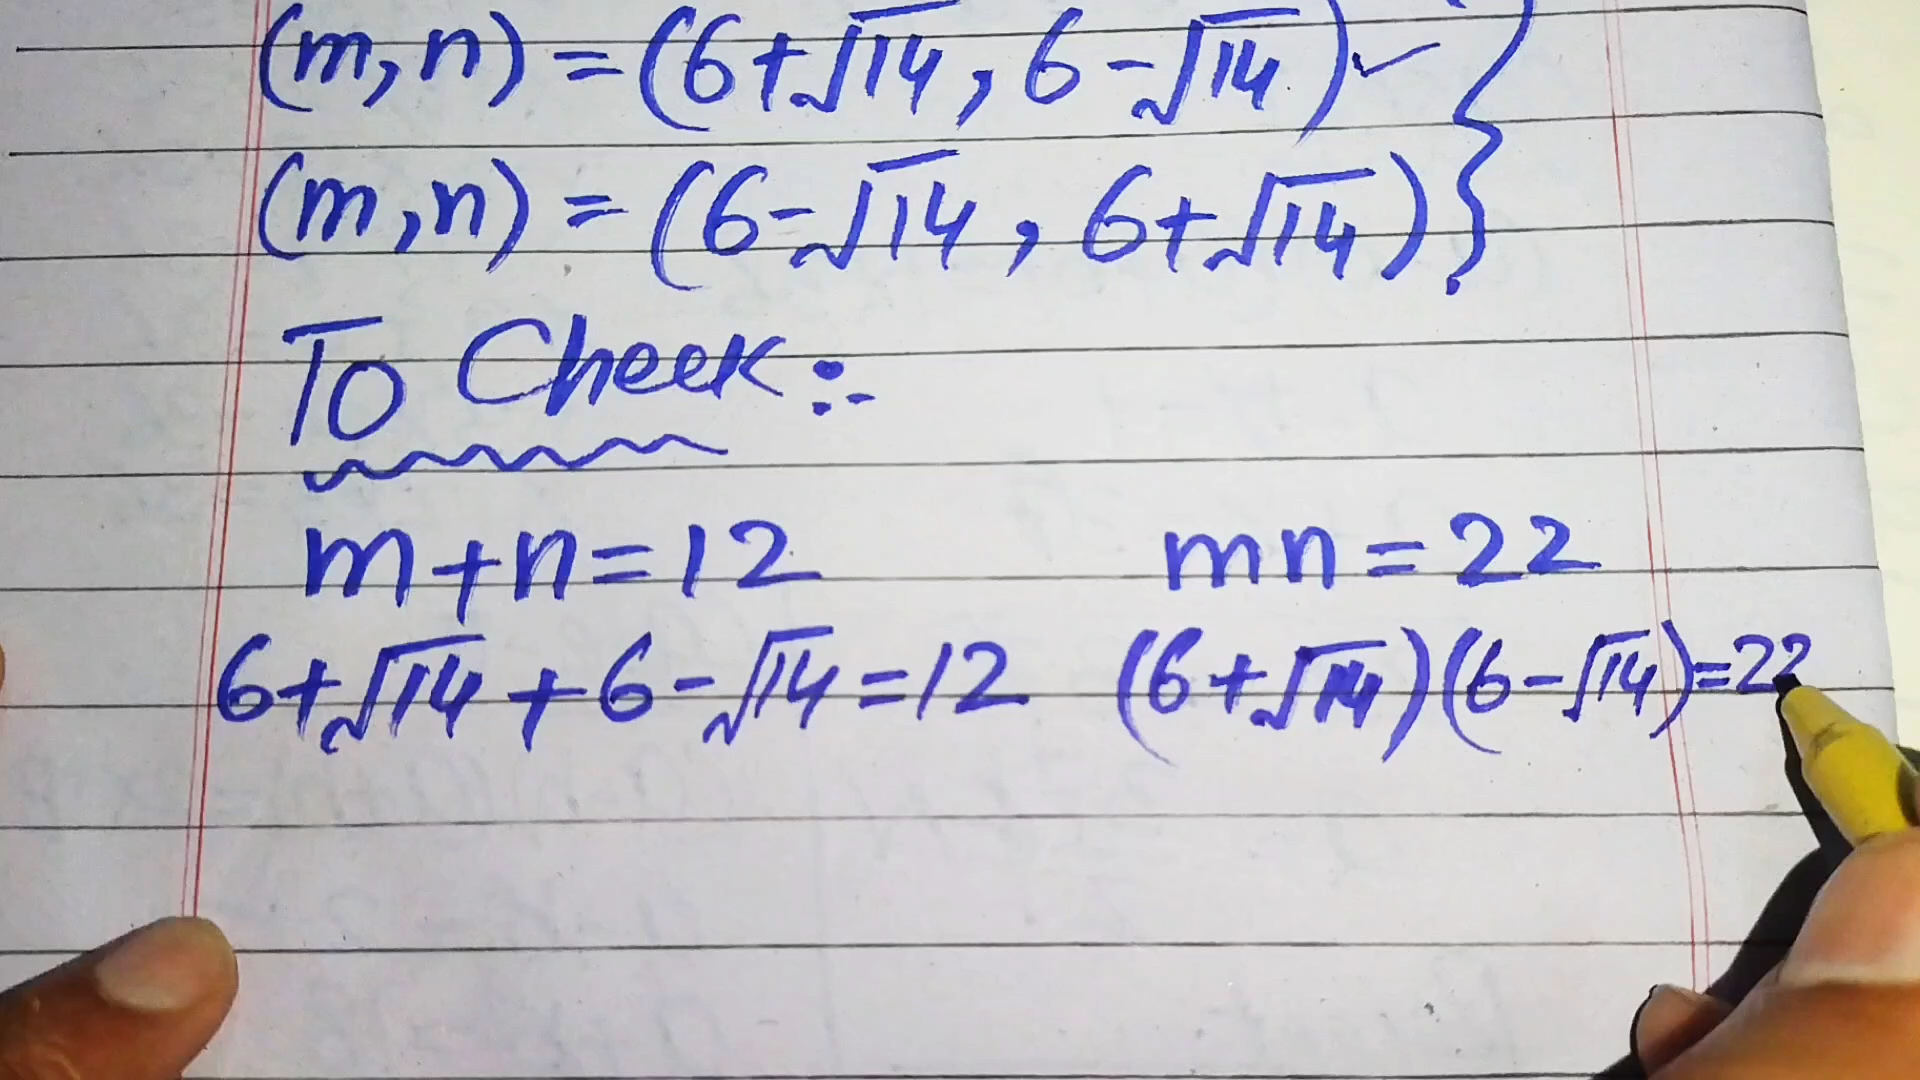 (m,n) = (6+√14, 6-√14) ✓
(m,n) = (6-√14, 6+√14)}
To Check:-
m+n=12 mn=22
6+√14+6-√14=12 (6+√14)(6-√14)=22